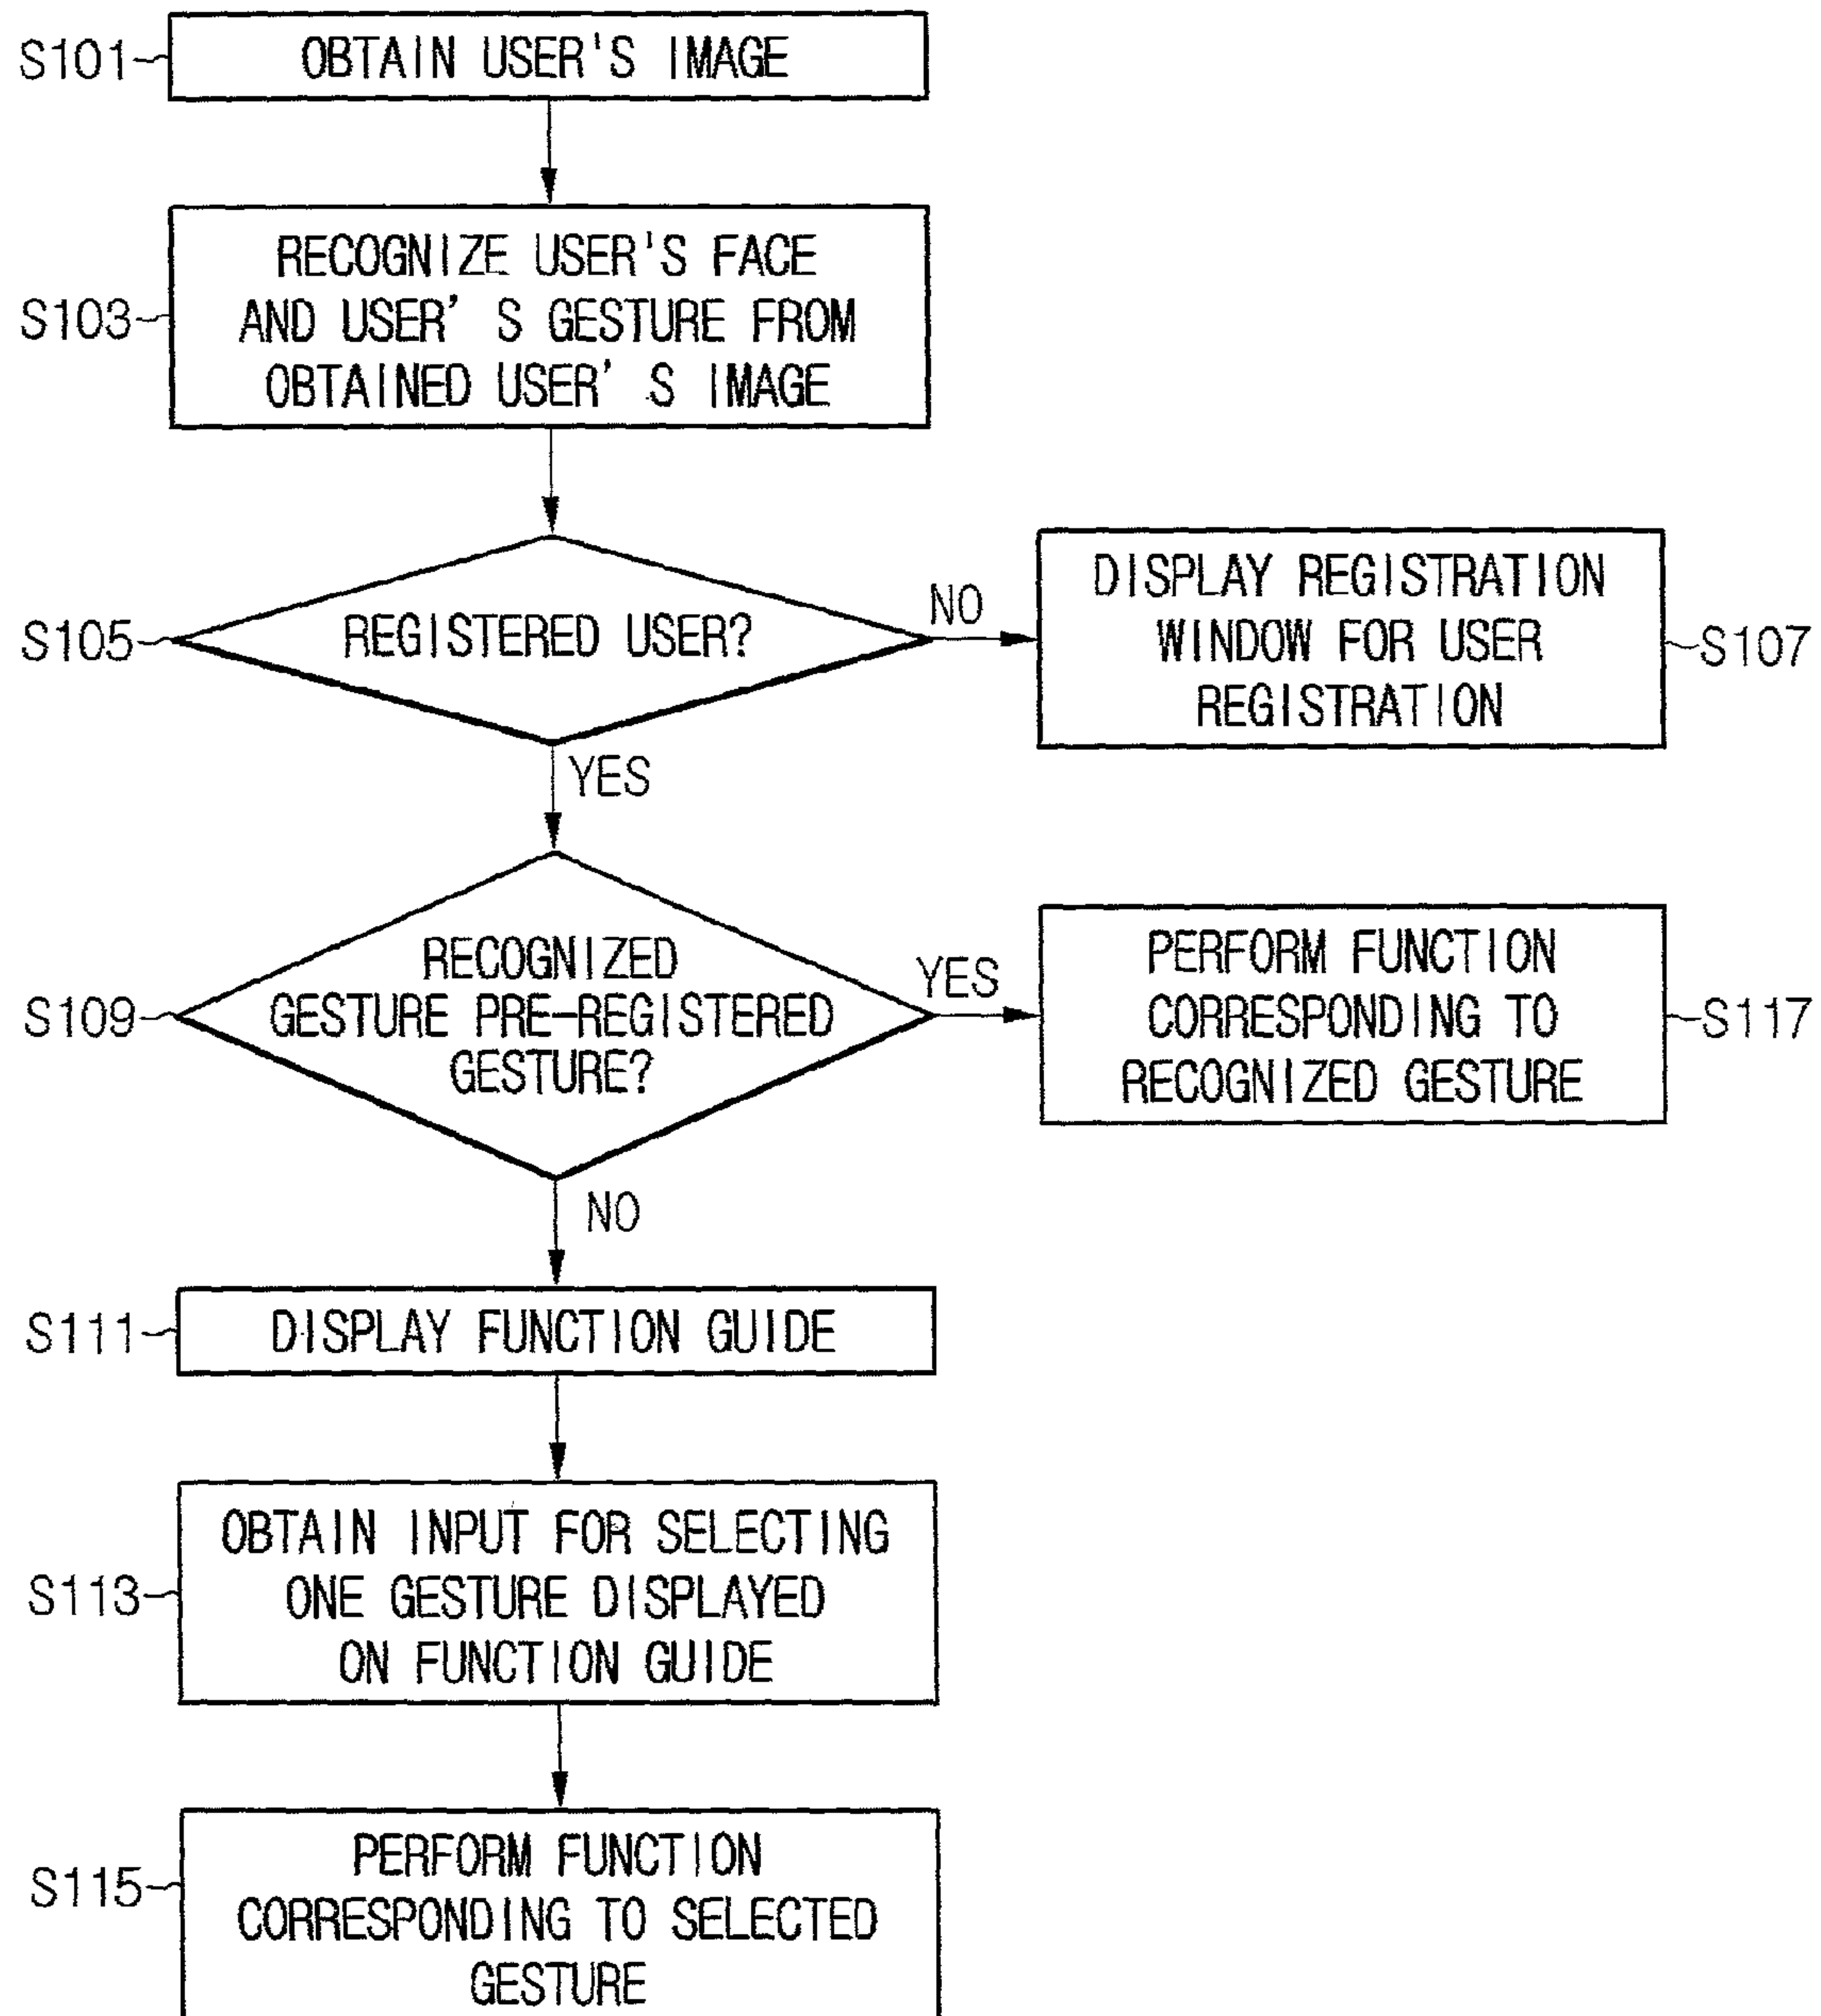 S101
OBTAIN USER'S IMAGE
S103
RECOGNIZE USER'S FACE
AND USER' S GESTURE FROM
OBTAINED USER' S IMAGE
S105
REGISTERED USER?
NO
DISPLAY REGISTRATION
WINDOW FOR USER
REGISTRATION
S107
YES
S109
RECOGNIZED
GESTURE PRE-REGISTERED
GESTURE?
YES
PERFORM FUNCTION
CORRESPONDING TO
RECOGNIZED GESTURE
S117
NO
S111
DISPLAY FUNCTION GUIDE
S113
OBTAIN INPUT FOR SELECTING
ONE GESTURE DISPLAYED
ON FUNCTION GUIDE
S115
PERFORM FUNCTION
CORRESPONDING TO SELECTED
GESTURE